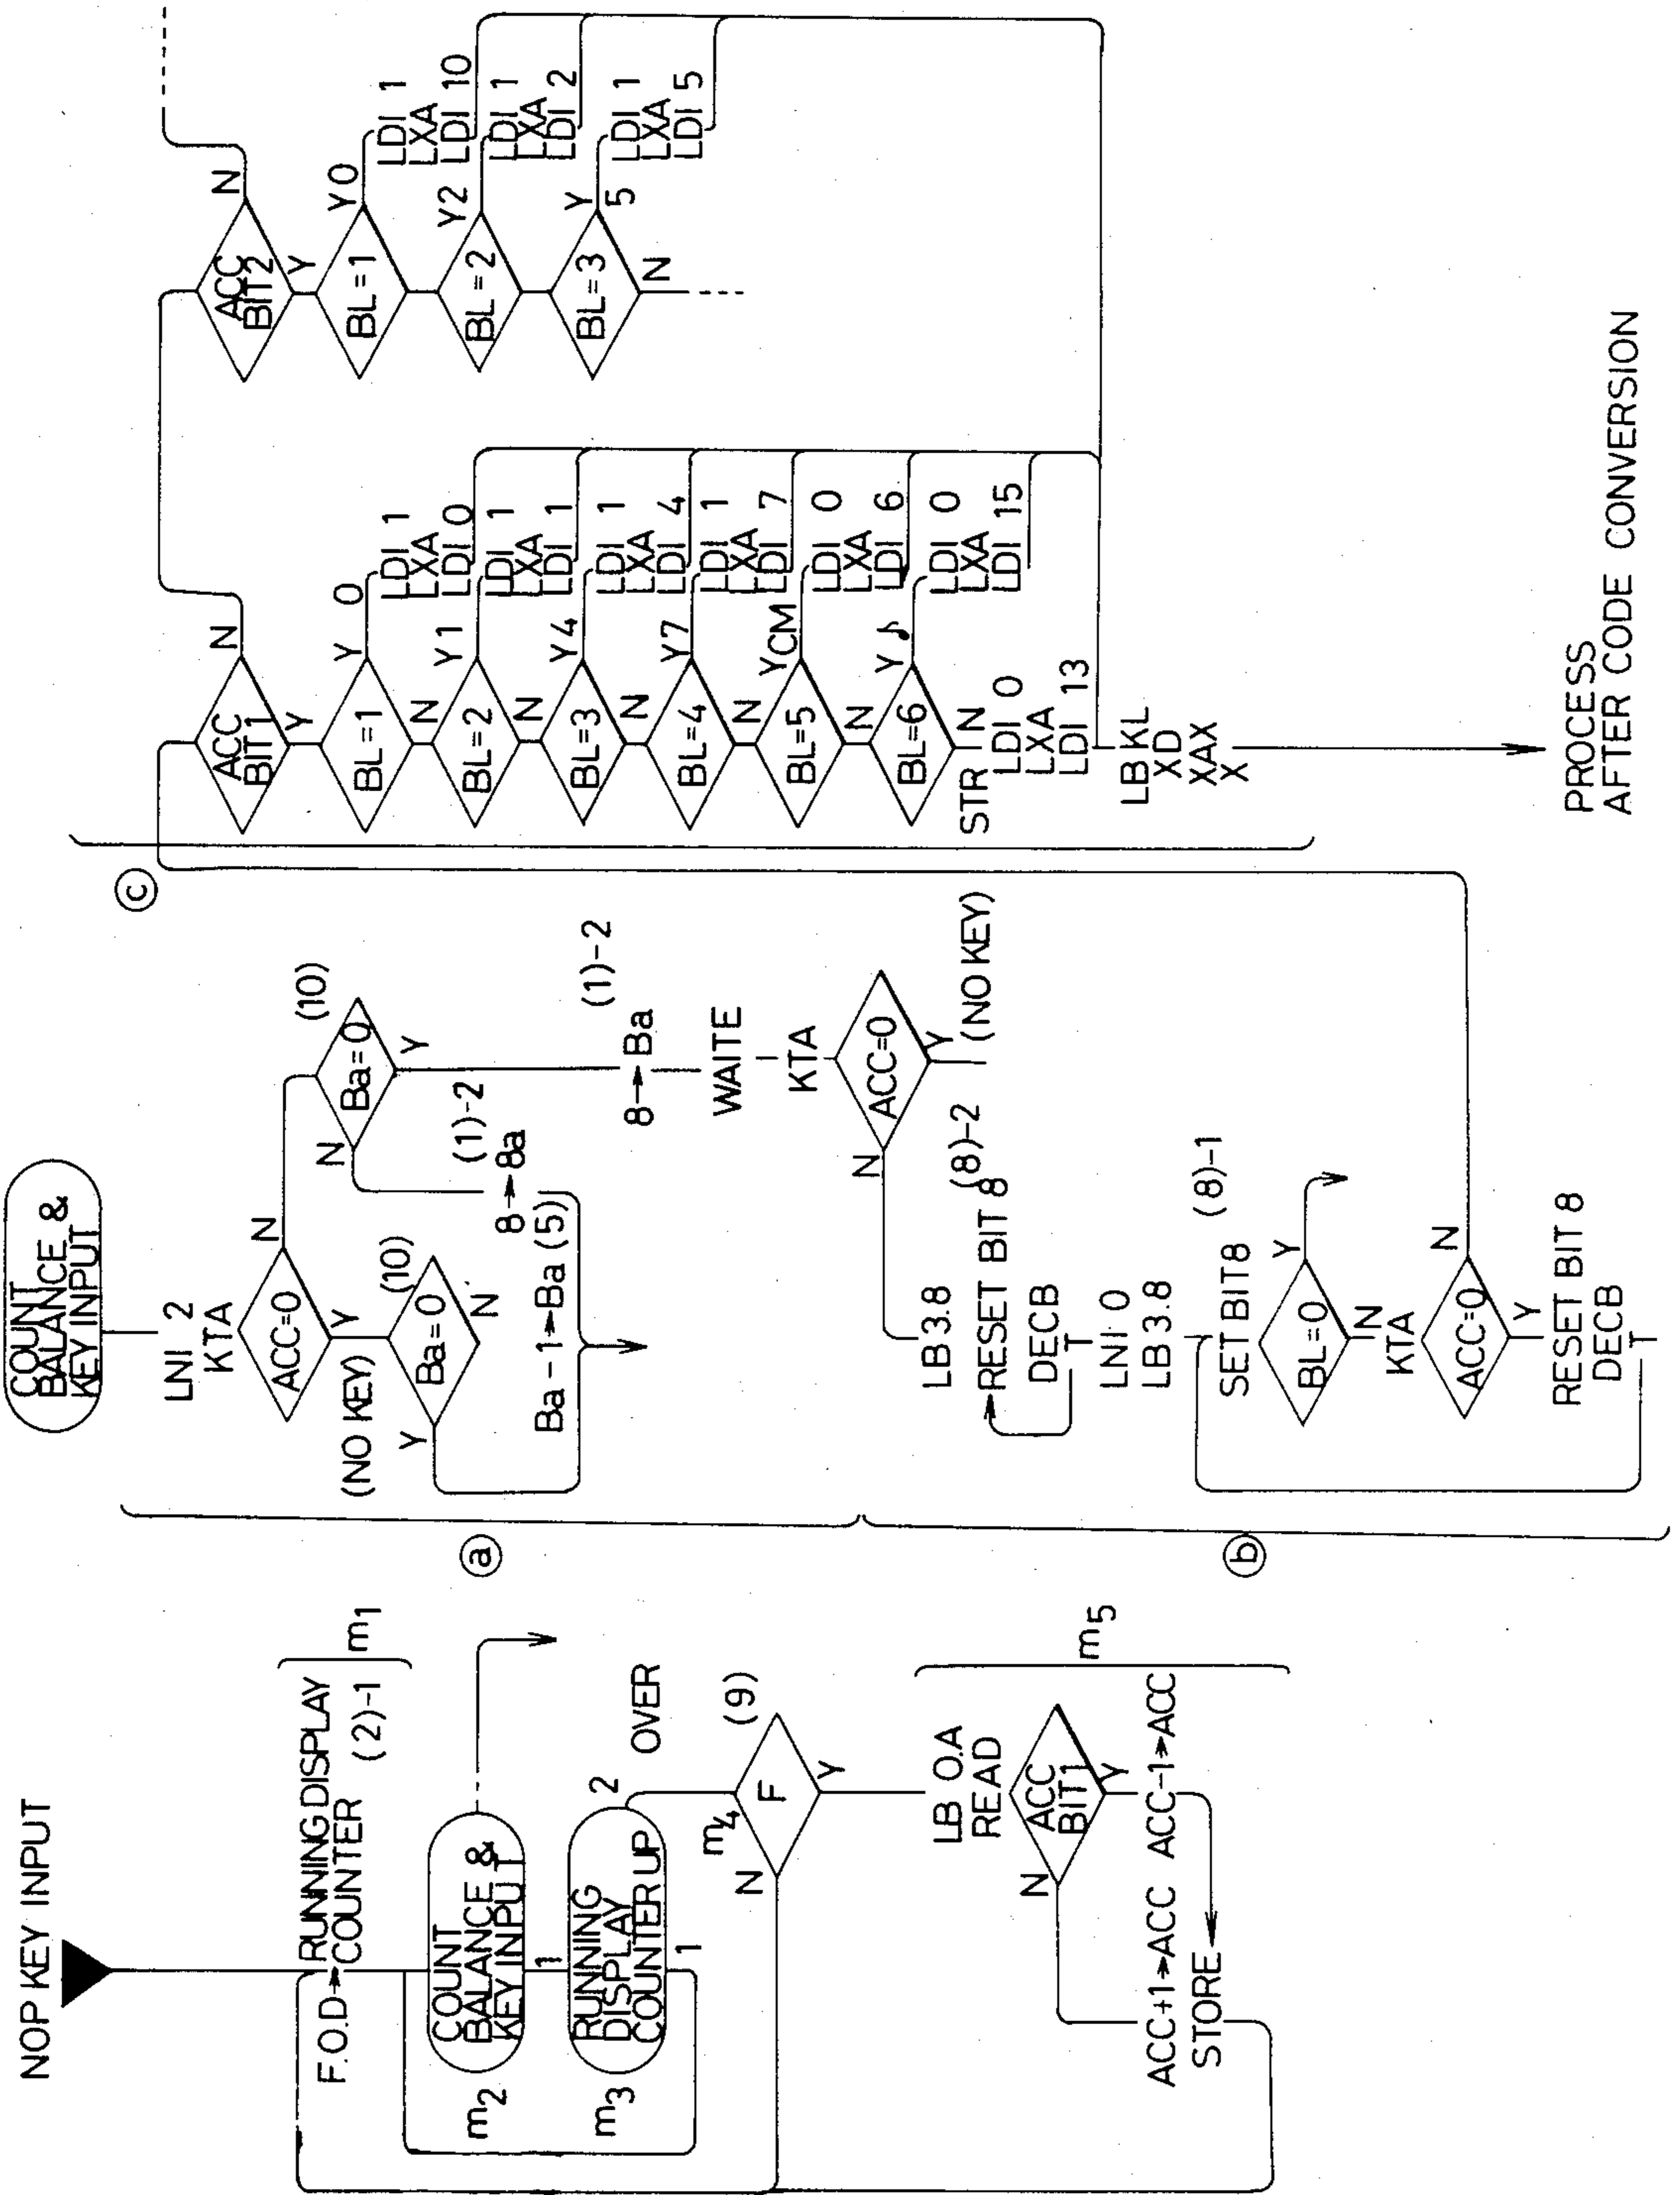 NOP KEY INPUT
F.O.D→RUNNING DISPLAY
COUNTER (2)-1
m1
m2
COUNT
BALANCE &
KEY INPUT
1
m3
RUNNING
DISPLAY
COUNTER UP
2
OVER
1
m4
F
(9)
N
Y
LB 0.A
READ
ACC
BIT1
N
Y
ACC+1→ACC ACC-1→ACC
STORE
m5
COUNT
BALANCE &
KEY INPUT
LNI 2
KTA
ACC=0
N
Y
(NO KEY)
Ba=0
(10)
Y
N
Ba=0
(10)
N
Y
(1)-2
8→8a
Ba-1→Ba (5)
(1)-2
8→Ba
WAITE
KTA
ACC=0
N
Y
(NO KEY)
a
LB3.8
(8)-2
RESET BIT 8
DECB
T
LNI 0
LB3.8
SET BIT8
(8)-1
BL=0
Y
N
KTA
ACC=0
N
Y
RESET BIT 8
DECB
T
b
c
ACC
BIT1
N
Y
BL=1
Y 0
LDI 1
LXA
LDI 0
N
BL=2
Y1
LDI 1
LXA
LDI 1
N
BL=3
Y4
LDI 1
LXA
LDI 4
N
BL=4
Y7
LDI 1
LXA
LDI 7
N
BL=5
YCM
LDI 0
LXA
LDI 6
N
BL=6
Y ♪
LDI 0
LXA
LDI 15
N
STR
LDI 0
LXA
LDI 13
LB KL
XD
XAX
X
PROCESS
AFTER CODE CONVERSION
ACC
BIT2
N
Y
BL=1
Y0
LDI 1
LXA
LDI 10
BL=2
Y2
LDI 1
LXA
LDI 2
BL=3
Y
5
LDI 1
LXA
LDI 5
N